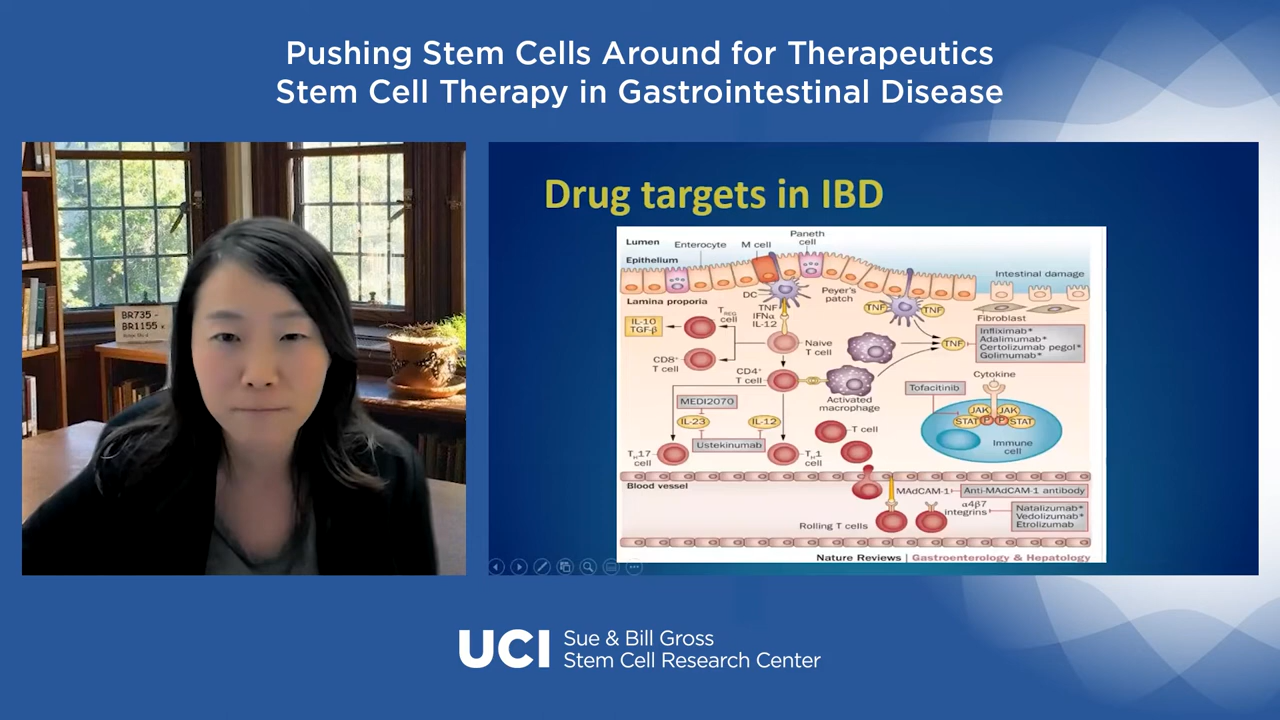 Pushing Stem Cells Around for Therapeutics
Stem Cell Therapy in Gastrointestinal Disease
BR735 -
BR1155 •
Drug targets in IBD
Lumen
Enterocyte
M cell
Paneth
cell
Epithelium
Intestinal damage
DC
Peyer's
patch
Lamina proporia
TNF
IFNα
IL-12
TNF
TNF
Fibroblast
IL-10
TGF-β
TREG
cell
Naive
T cell
TNF
Infliximab*
Adalimumab*
Certolizumab pegol*
Golimumab*
CD8+
T cell
CD4+
T cell
Activated
macrophage
Cytokine
Tofacitinib
JAK
JAK
STAT
P
P
STAT
Immune
cell
MEDI2070
IL-23
IL-12
Ustekinumab
T cell
TH17
cell
TH1
cell
Blood vessel
MAdCAM-1
Anti-MAdCAM-1 antibody
α4β7
integrins
Natalizumab*
Vedolizumab*
Etrolizumab
Rolling T cells
Nature Reviews | Gastroenterology & Hepatology
UCI
Sue & Bill Gross
Stem Cell Research Center